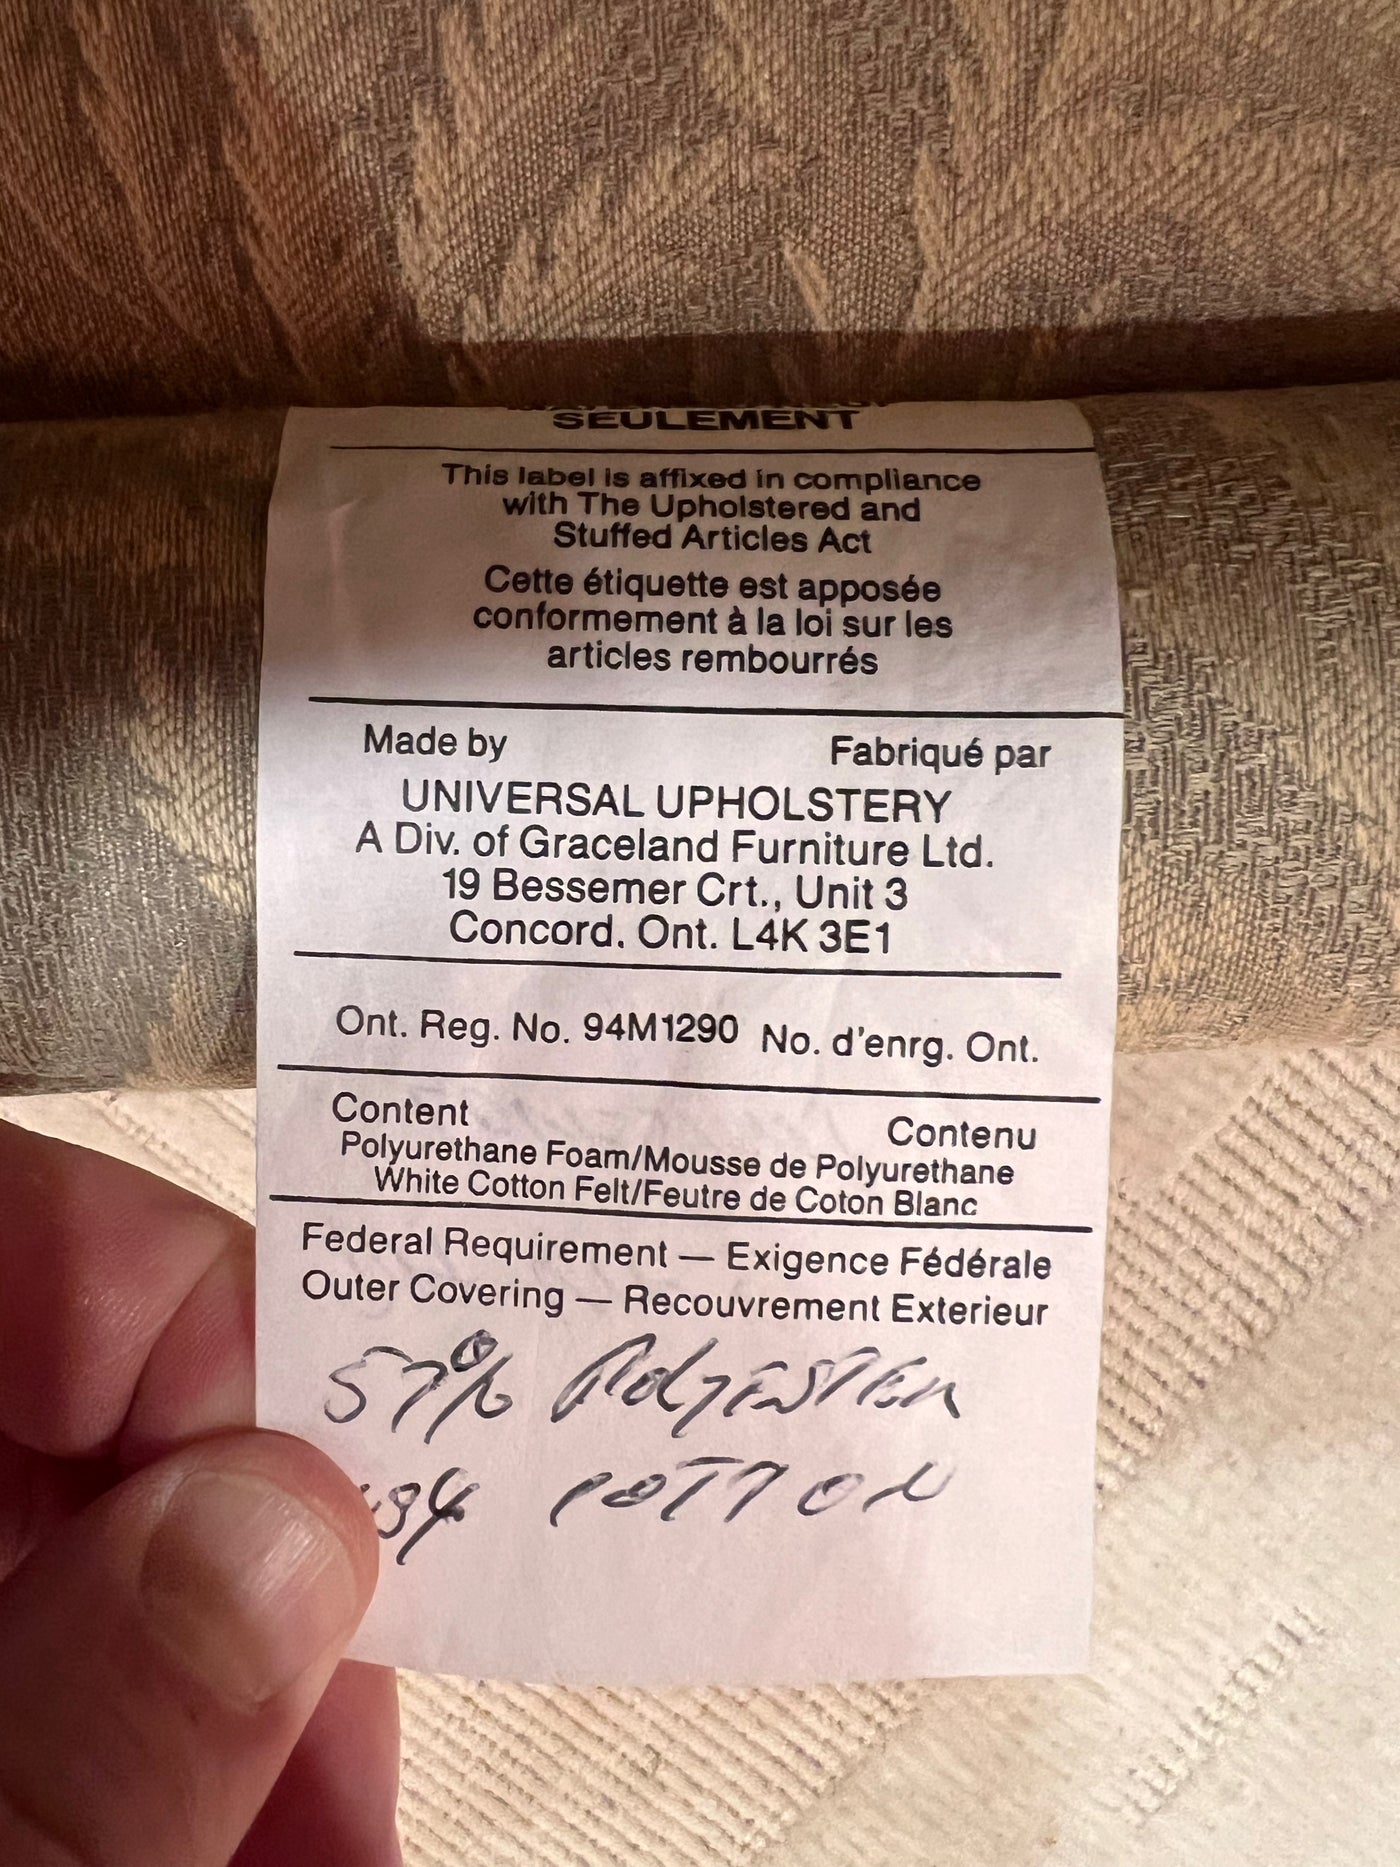 SEULEMENT
This label is affixed in compliance
with The Upholstered and
Stuffed Articles Act
Cette étiquette est apposée
conformement à la loi sur les
articles rembourrés
Made by Fabriqué par
UNIVERSAL UPHOLSTERY
A Div. of Graceland Furniture Ltd.
19 Bessemer Crt., Unit 3
Concord. Ont. L4K 3E1
Ont. Reg. No. 94M1290 No. d'enrg. Ont.
Content Contenu
Polyurethane Foam/Mousse de Polyurethane
White Cotton Felt/Feutre de Coton Blanc
Federal Requirement — Exigence Fédérale
Outer Covering — Recouvrement Exterieur
57% POLYESTER
COTTON